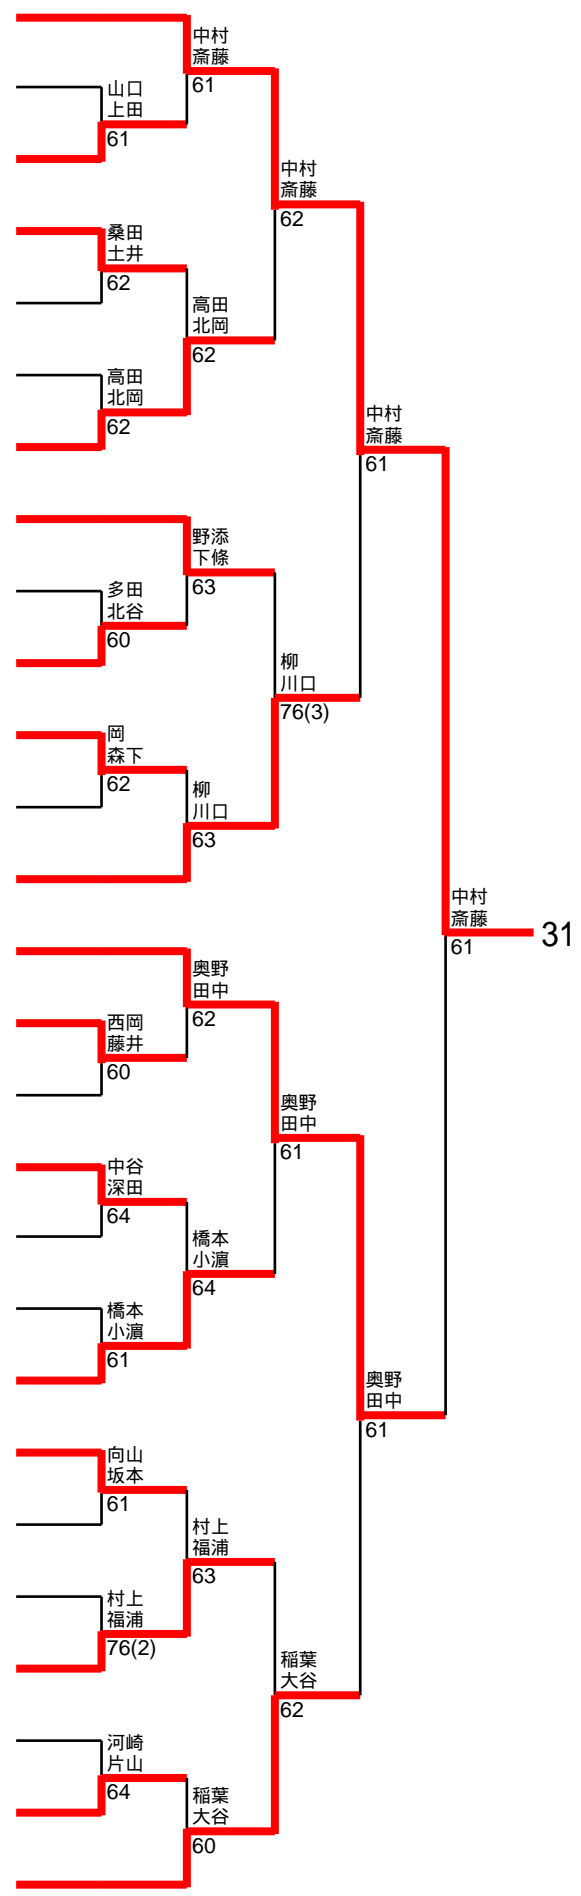 中村
斎藤
61
山口
上田
61
中村
斎藤
62
桑田
土井
62
高田
北岡
62
高田
北岡
62
中村
斎藤
61
野添
下條
63
多田
北谷
60
柳
川口
76(3)
岡
森下
62
柳
川口
63
中村
斎藤
61
31
奥野
田中
62
西岡
藤井
60
奥野
田中
61
中谷
深田
64
橋本
小濵
64
橋本
小濵
61
奥野
田中
61
向山
坂本
61
村上
福浦
63
村上
福浦
76(2)
稲葉
大谷
62
河崎
片山
64
稲葉
大谷
60